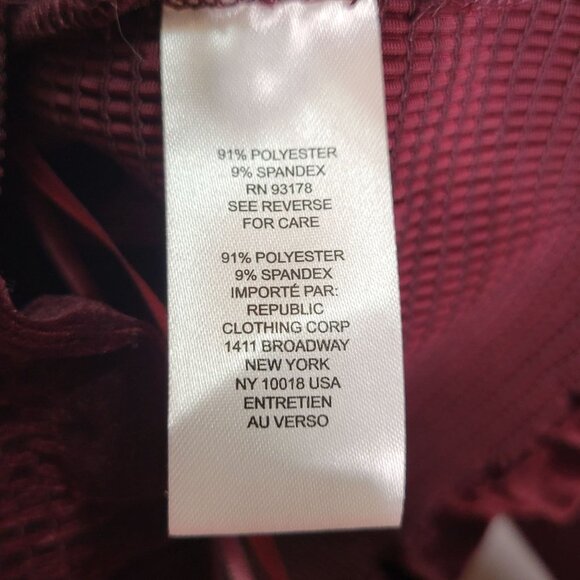 91% POLYESTER
9% SPANDEX
RN 93178
SEE REVERSE
FOR CARE
91% POLYESTER
9% SPANDEX
IMPORTÉ PAR:
REPUBLIC
CLOTHING CORP
1411 BROADWAY
NEW YORK
NY 10018 USA
ENTRETIEN
AU VERSO